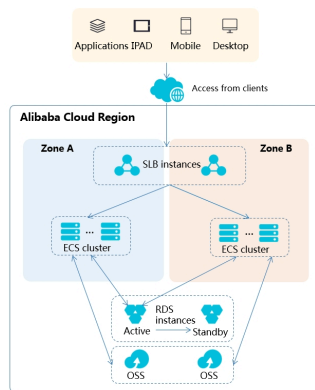 Applications IPAD Mobile Desktop
Access from clients
Alibaba Cloud Region
Zone A Zone B
SLB instances
... ...
ECS cluster ECS cluster
RDS
instances
Active Standby
OSS OSS